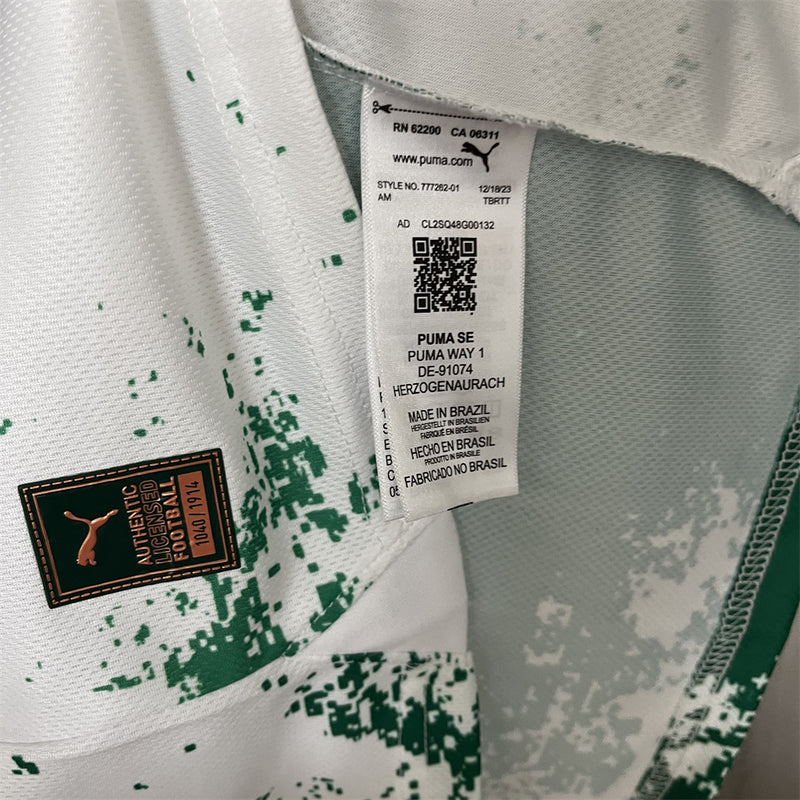 RN 62200 CA 06311
www.puma.com
STYLE NO. 777262-01 12/18/23
AM TBRTT
AD CL2SQ48G00132
PUMA SE
PUMA WAY 1
DE-91074
HERZOGENAURACH
MADE IN BRAZIL
HERGESTELLT IN BRASILIEN
FABRIQUÉ EN BRÉSIL
HECHO EN BRASIL
PRODOTTO IN BRASILE
FABRICADO NO BRASIL
AUTHENTIC
LICENSED
FOOTBALL
1040/1914